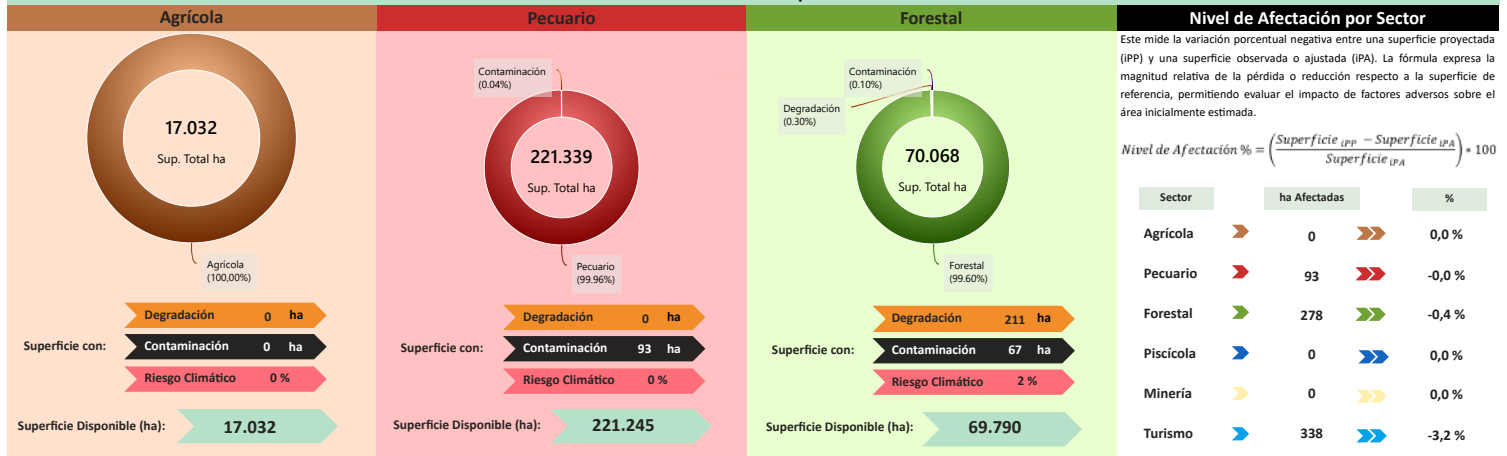 Agrícola
17.032
Sup. Total ha
Agrícola
(100,00%)
Superficie con:
Degradación 0 ha
Contaminación 0 ha
Riesgo Climático 0 %
Superficie Disponible (ha): 17.032
Pecuario
Contaminación
(0.04%)
221.339
Sup. Total ha
Pecuario
(99.96%)
Superficie con:
Degradación 0 ha
Contaminación 93 ha
Riesgo Climático 0 %
Superficie Disponible (ha): 221.245
Forestal
Contaminación
(0.10%)
Degradación
(0.30%)
70.068
Sup. Total ha
Forestal
(99.60%)
Superficie con:
Degradación 211 ha
Contaminación 67 ha
Riesgo Climático 2 %
Superficie Disponible (ha): 69.790
Nivel de Afectación por Sector
Este mide la variación porcentual negativa entre una superficie proyectada
(iPP) y una superficie observada o ajustada (iPA). La fórmula expresa la
magnitud relativa de la pérdida o reducción respecto a la superficie de
referencia, permitiendo evaluar el impacto de factores adversos sobre el
área inicialmente estimada.
Nivel de Afectación % = (Superficie iPP − Superficie iPA / Superficie iPA) * 100
Sector ha Afectadas %
Agrícola 0 0,0 %
Pecuario 93 -0,0 %
Forestal 278 -0,4 %
Piscícola 0 0,0 %
Minería 0 0,0 %
Turismo 338 -3,2 %